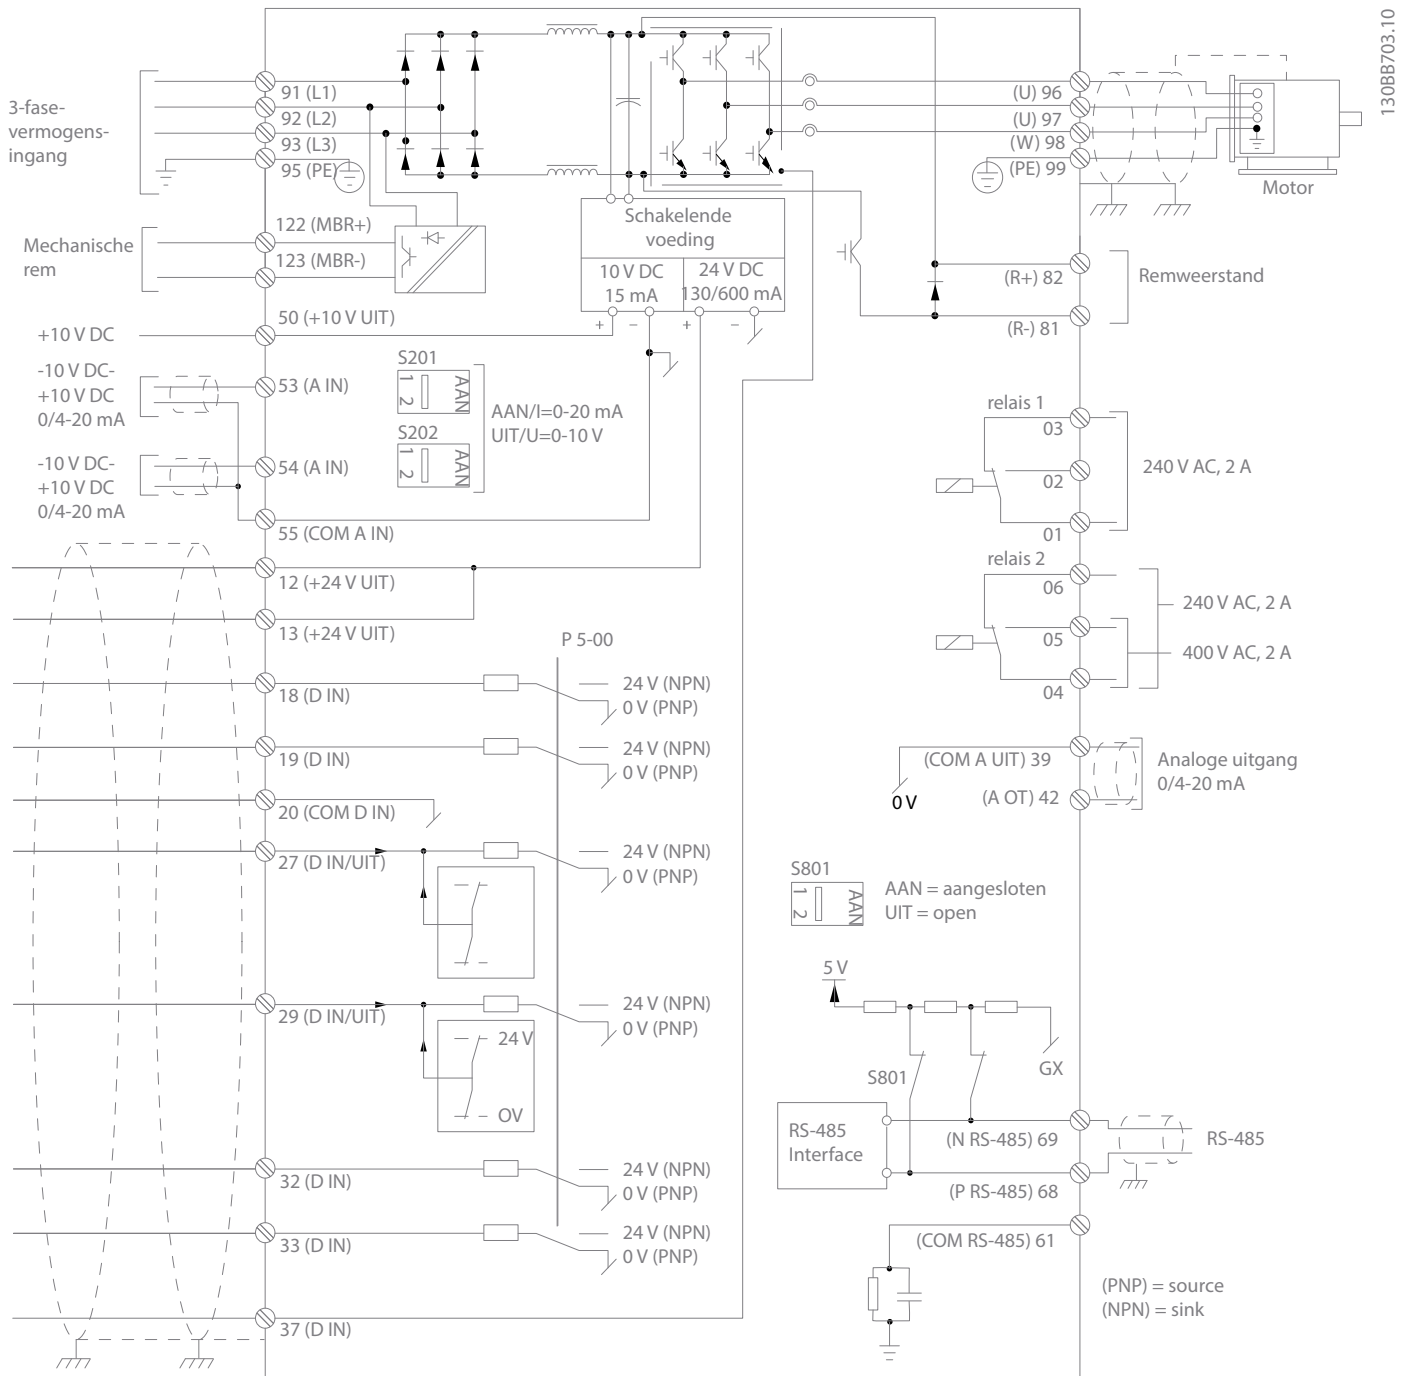 130BB703.10
3-fase-
vermogens-
ingang
91 (L1)
92 (L2)
93 (L3)
95 (PE)
(U) 96
(U) 97
(W) 98
(PE) 99
Motor
Mechanische
rem
122 (MBR+)
123 (MBR-)
Schakelende
voeding
10 V DC
15 mA
24 V DC
130/600 mA
+ - + -
(R+) 82
(R-) 81
Remweerstand
+10 V DC
50 (+10 V UIT)
-10 V DC-
+10 V DC
0/4-20 mA
53 (A IN)
S201
1
2
AAN
AAN/I=0-20 mA
UIT/U=0-10 V
S202
1
2
AAN
-10 V DC-
+10 V DC
0/4-20 mA
54 (A IN)
55 (COM A IN)
relais 1
03
02
01
240 V AC, 2 A
relais 2
06
05
04
240 V AC, 2 A
400 V AC, 2 A
12 (+24 V UIT)
13 (+24 V UIT)
P 5-00
18 (D IN)
24 V (NPN)
0 V (PNP)
19 (D IN)
24 V (NPN)
0 V (PNP)
20 (COM D IN)
27 (D IN/UIT)
24 V (NPN)
0 V (PNP)
29 (D IN/UIT)
24 V
OV
24 V (NPN)
0 V (PNP)
32 (D IN)
24 V (NPN)
0 V (PNP)
33 (D IN)
24 V (NPN)
0 V (PNP)
37 (D IN)
(COM A UIT) 39
0 V
(A OT) 42
Analoge uitgang
0/4-20 mA
S801
1
2
AAN
AAN = aangesloten
UIT = open
5 V
GX
S801
RS-485
Interface
(N RS-485) 69
(P RS-485) 68
RS-485
(COM RS-485) 61
(PNP) = source
(NPN) = sink